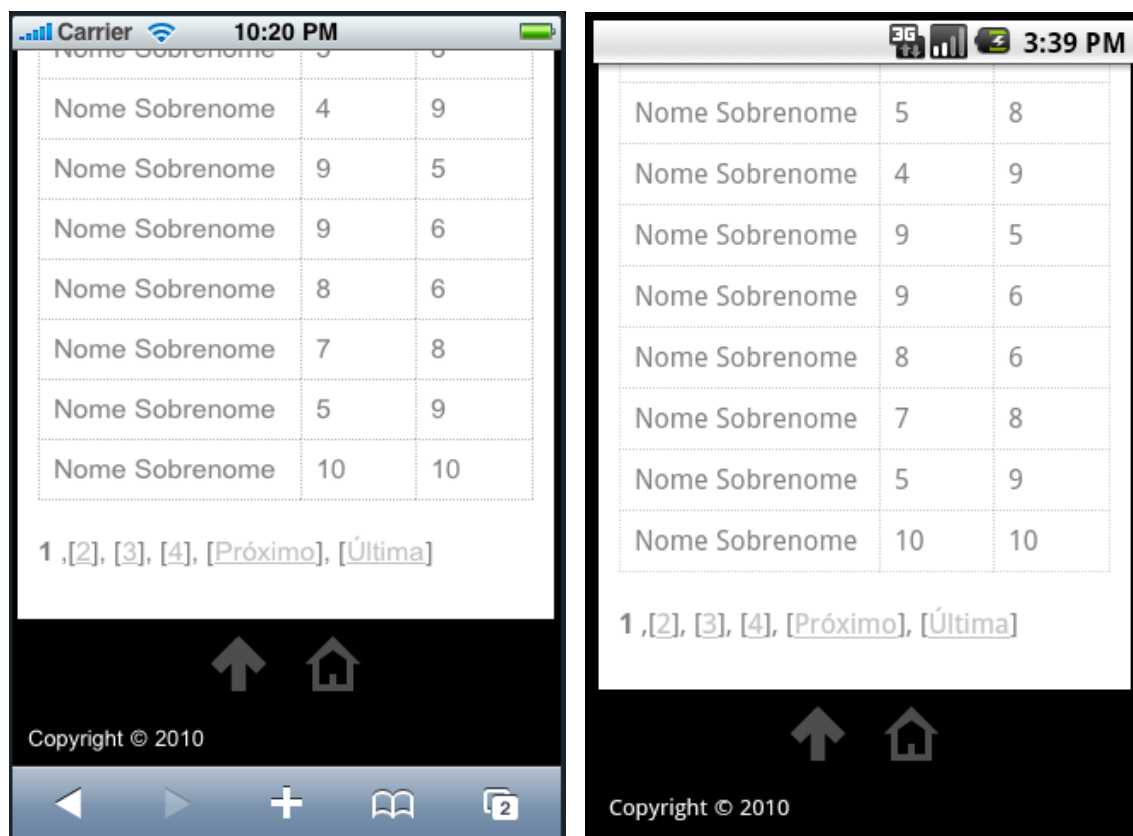 Carrier 10:20 PM
Nome Sobrenome 4 9
Nome Sobrenome 9 5
Nome Sobrenome 9 6
Nome Sobrenome 8 6
Nome Sobrenome 7 8
Nome Sobrenome 5 9
Nome Sobrenome 10 10
1 ,[2], [3], [4], [Próximo], [Última]
Copyright © 2010
2
3G 3:39 PM
Nome Sobrenome 5 8
Nome Sobrenome 4 9
Nome Sobrenome 9 5
Nome Sobrenome 9 6
Nome Sobrenome 8 6
Nome Sobrenome 7 8
Nome Sobrenome 5 9
Nome Sobrenome 10 10
1 ,[2], [3], [4], [Próximo], [Última]
Copyright © 2010